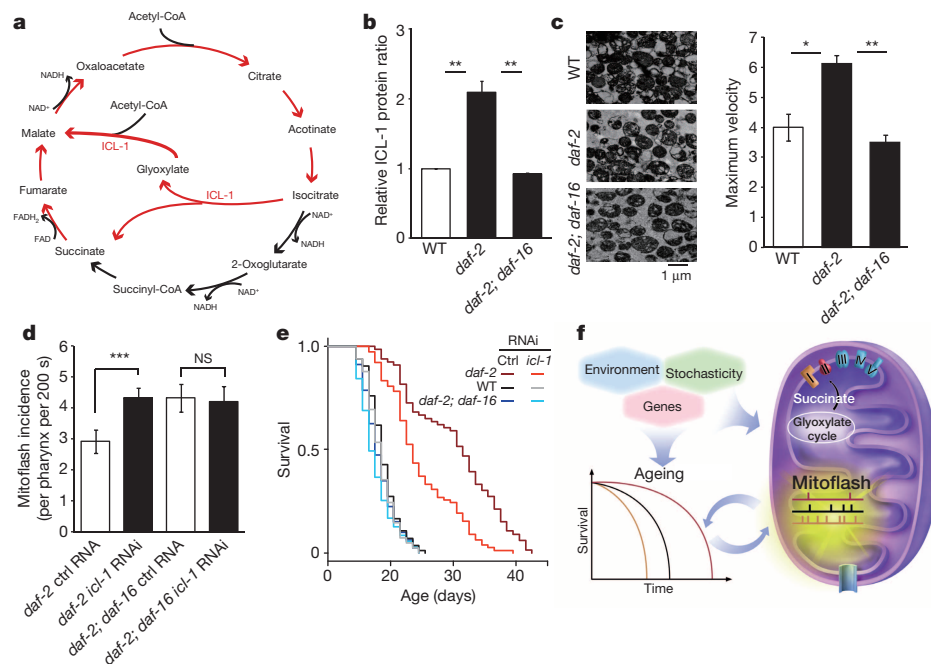 a
Acetyl-CoA
Oxaloacetate
Citrate
NADH
NAD⁺
Acetyl-CoA
Malate
ICL-1
Acotinate
Glyoxylate
ICL-1
Isocitrate
Fumarate
NAD⁺
FADH₂
FAD
NADH
Succinate
2-Oxoglutarate
Succinyl-CoA
NAD⁺
NADH
b
Relative ICL-1 protein ratio
3
2
1
0
**
**
WT
daf-2
daf-2; daf-16
c
WT
daf-2
daf-2; daf-16
1 μm
Maximum velocity
7
6
5
4
3
2
1
0
*
**
WT
daf-2
daf-2; daf-16
d
Mitoflash incidence
(per pharynx per 200 s)
6
5
4
3
2
1
0
***
NS
daf-2 ctrl RNA
daf-2 icl-1 RNAi
daf-2; daf-16 ctrl RNA
daf-2; daf-16 icl-1 RNAi
e
RNAi
Ctrl icl-1
daf-2
WT
daf-2; daf-16
Survival
1.0
0.5
0
0 20 30 40
Age (days)
f
Environment
Stochasticity
Genes
Ageing
Survival
Time
I II III IV V
Succinate
Glyoxylate
cycle
Mitoflash